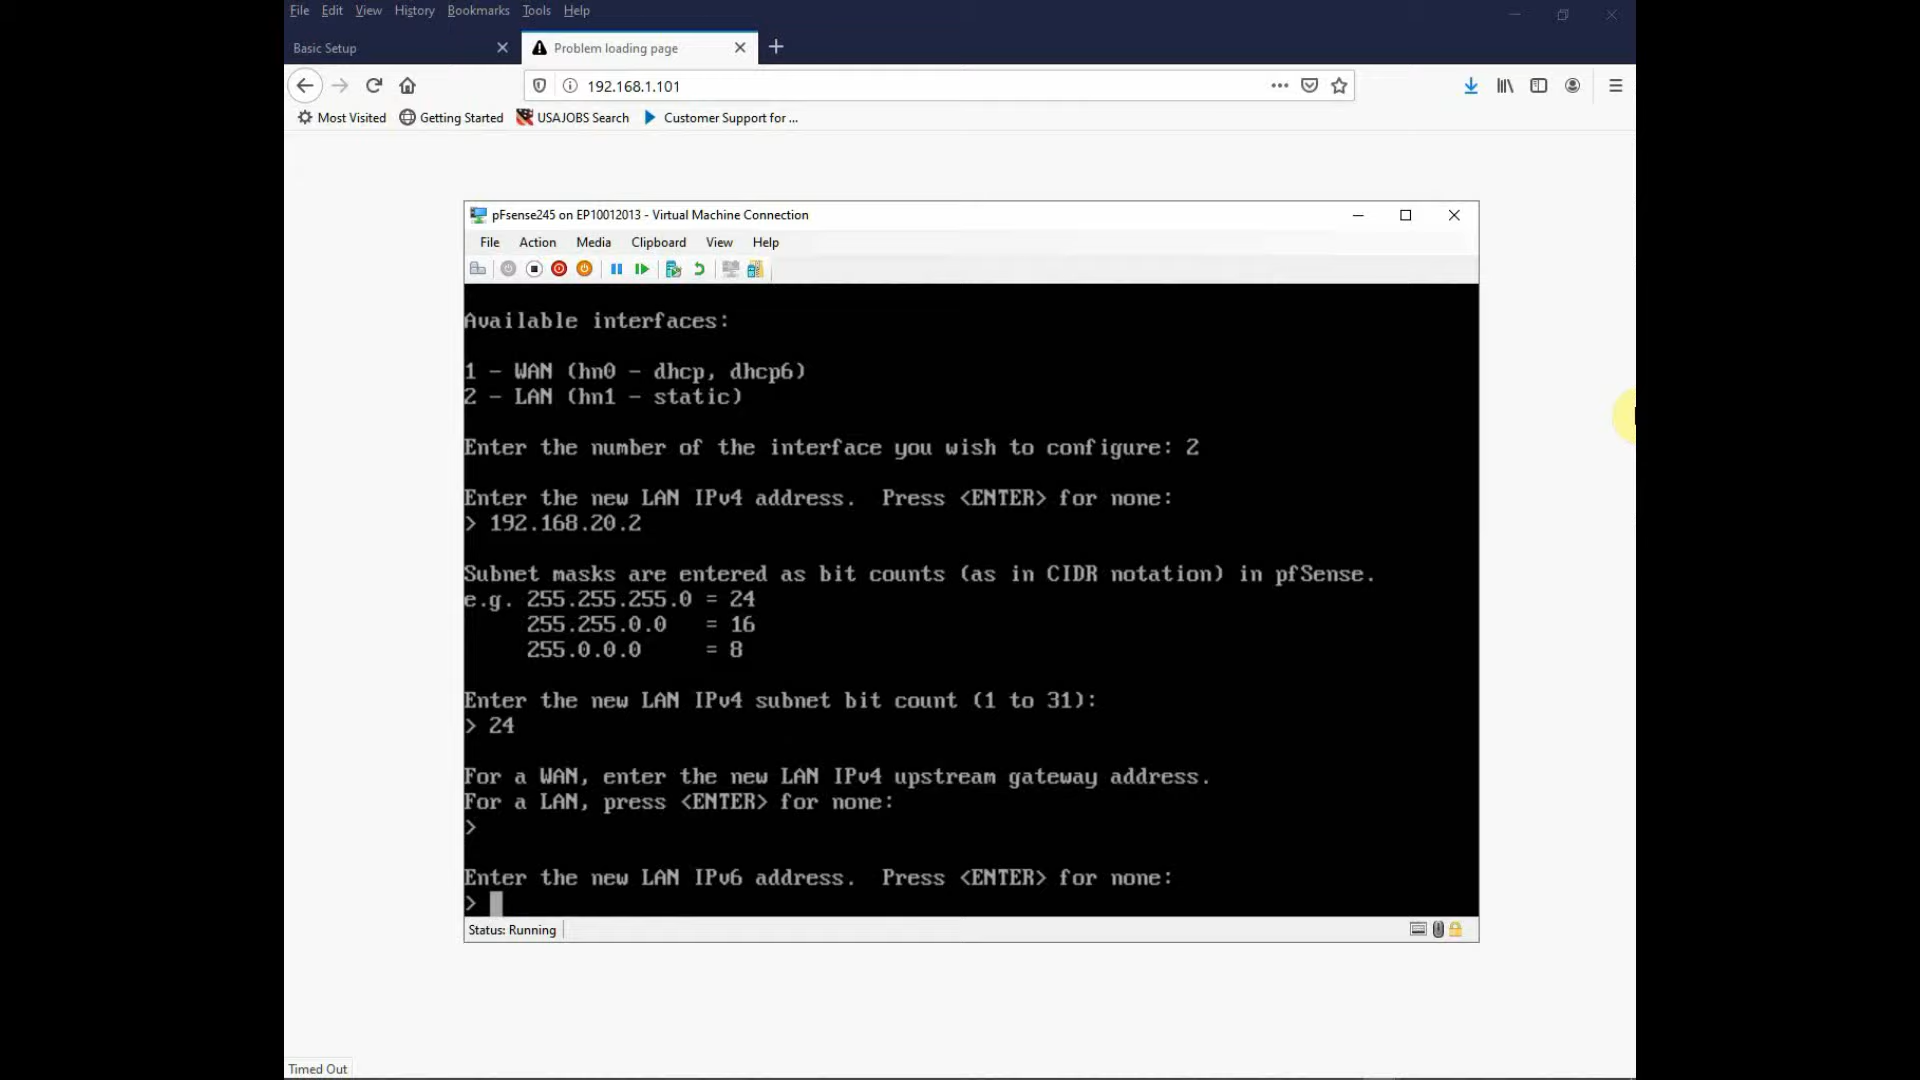 File Edit View History Bookmarks Tools Help
Basic Setup
Problem loading page
192.168.1.101
Most Visited Getting Started USAJOBS Search Customer Support for ...
pFsense245 on EP10012013 - Virtual Machine Connection
File Action Media Clipboard View Help
Available interfaces:
1 - WAN (hn0 - dhcp, dhcp6)
2 - LAN (hn1 - static)
Enter the number of the interface you wish to configure: 2
Enter the new LAN IPv4 address.  Press <ENTER> for none:
> 192.168.20.2
Subnet masks are entered as bit counts (as in CIDR notation) in pfSense.
e.g. 255.255.255.0 = 24
255.255.0.0 = 16
255.0.0.0 = 8
Enter the new LAN IPv4 subnet bit count (1 to 31):
> 24
For a WAN, enter the new LAN IPv4 upstream gateway address.
For a LAN, press <ENTER> for none:
>
Enter the new LAN IPv6 address.  Press <ENTER> for none:
>
Status: Running
Timed Out